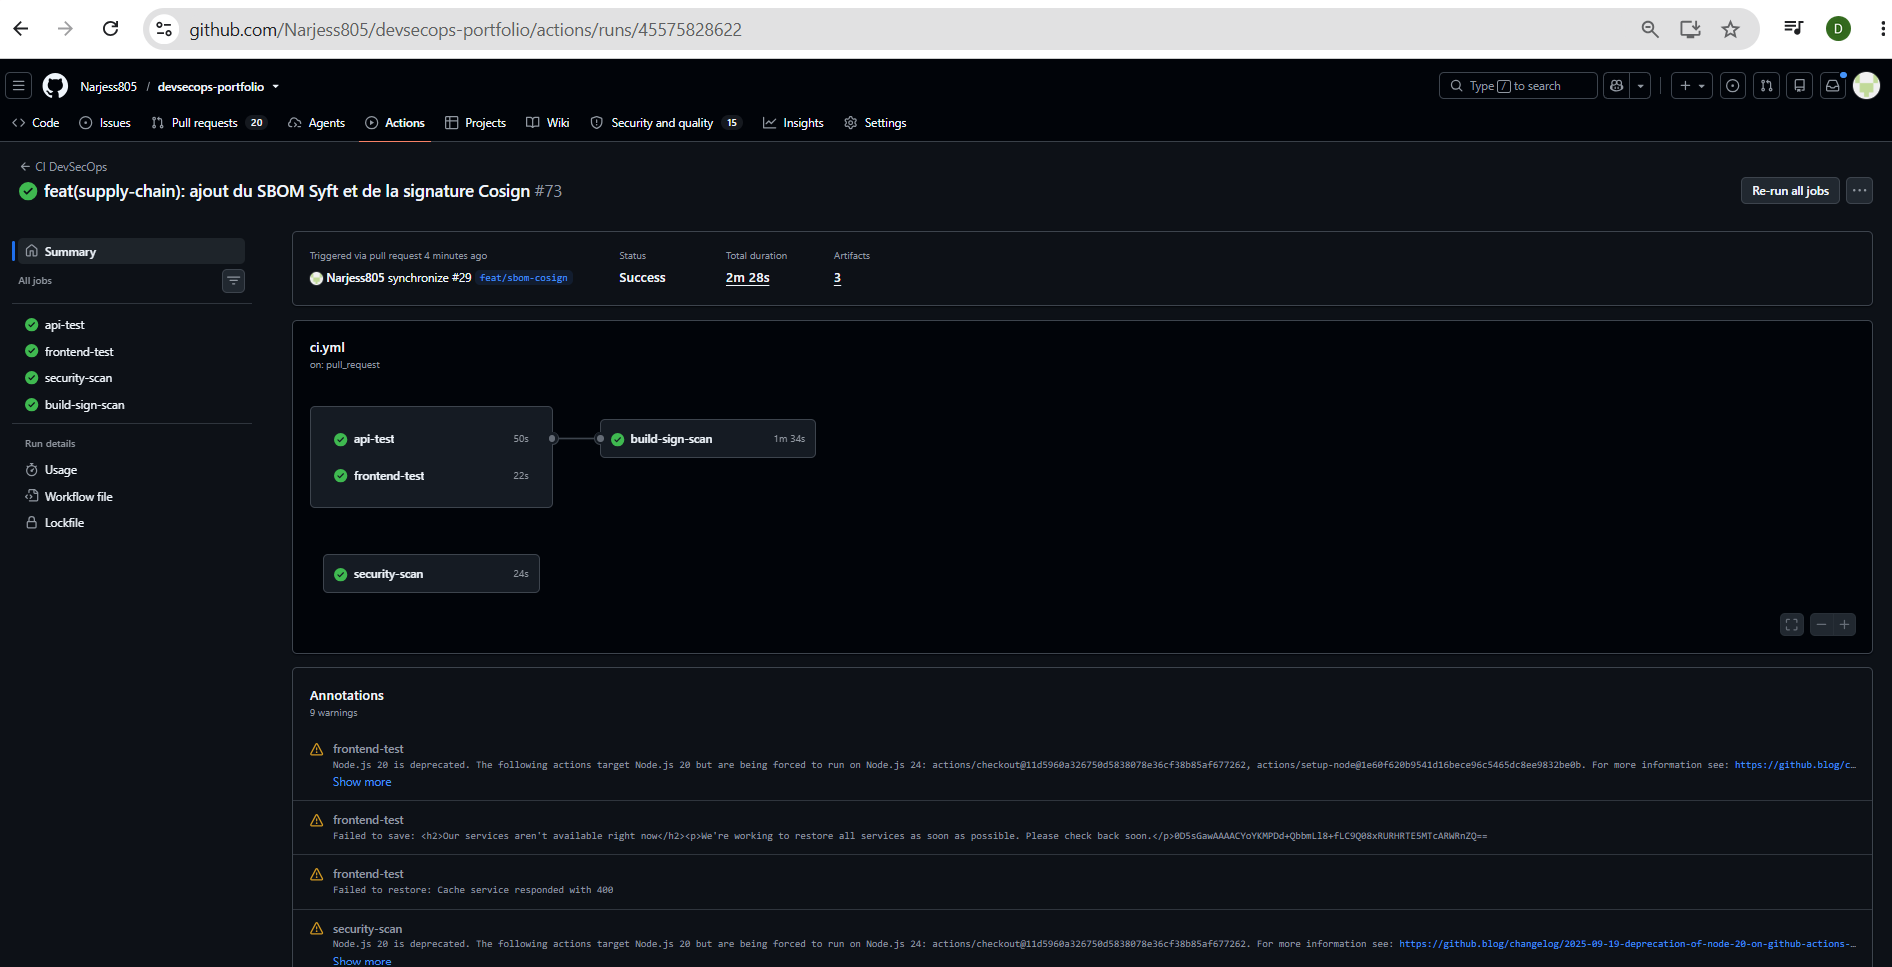 github.com/Narjess805/devsecops-portfolio/actions/runs/45575828622
D
Narjess805 / devsecops-portfolio
Type / to search
Code
Issues
Pull requests 20
Agents
Actions
Projects
Wiki
Security and quality 15
Insights
Settings
CI DevSecOps
feat(supply-chain): ajout du SBOM Syft et de la signature Cosign #73
Re-run all jobs
Summary
All jobs
api-test
frontend-test
security-scan
build-sign-scan
Run details
Usage
Workflow file
Lockfile
Triggered via pull request 4 minutes ago
Narjess805 synchronize #29 feat/sbom-cosign
Status
Success
Total duration
2m 28s
Artifacts
3
ci.yml
on: pull_request
api-test 50s
frontend-test 22s
build-sign-scan 1m 34s
security-scan 24s
Annotations
9 warnings
frontend-test
Node.js 20 is deprecated. The following actions target Node.js 20 but are being forced to run on Node.js 24: actions/checkout@11d5960a326750d5838078e36cf38b85af677262, actions/setup-node@1e60f620b9541d16bece96c5465dc8ee9832be0b. For more information see: https://github.blog/c…
Show more
frontend-test
Failed to save: <h2>Our services aren't available right now</h2><p>We're working to restore all services as soon as possible. Please check back soon.</p>0D5sGawAAAACYoYKMPDd+QbbmLl8+fLC9Q08xRURHRTE5MTcARWRnZQ==
frontend-test
Failed to restore: Cache service responded with 400
security-scan
Node.js 20 is deprecated. The following actions target Node.js 20 but are being forced to run on Node.js 24: actions/checkout@11d5960a326750d5838078e36cf38b85af677262. For more information see: https://github.blog/changelog/2025-09-19-deprecation-of-node-20-on-github-actions-…
Show more